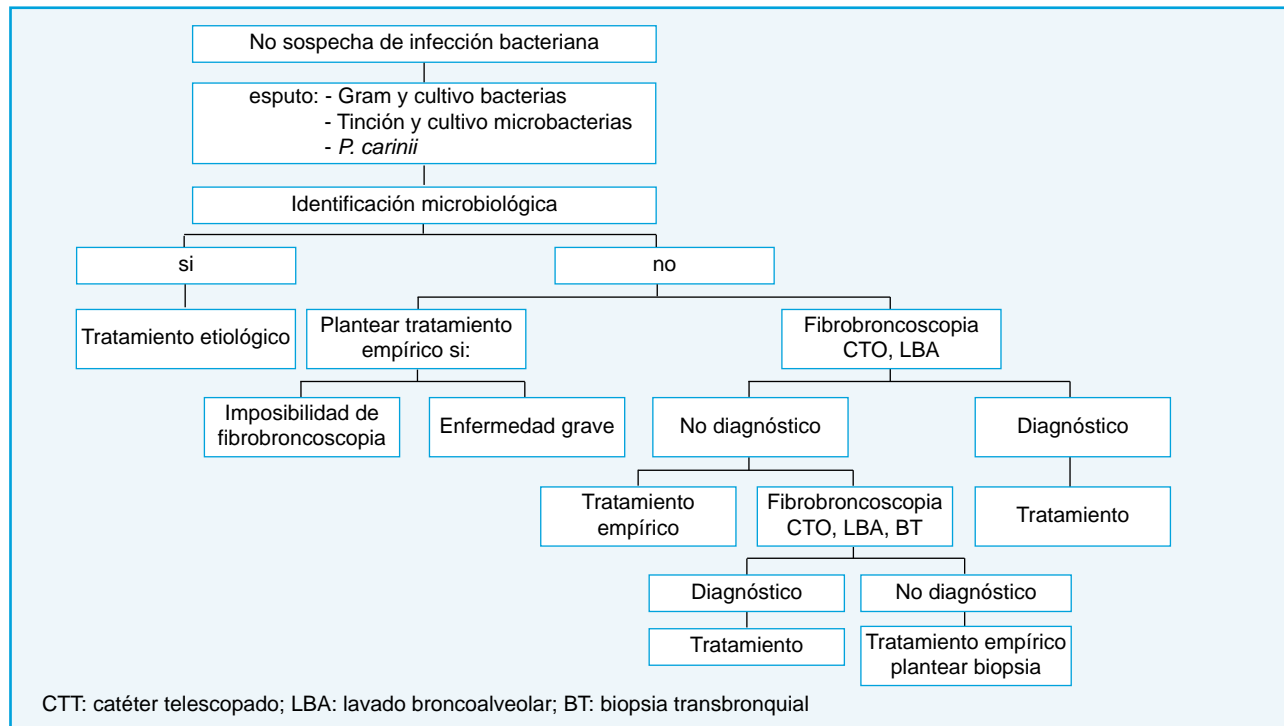 No sospecha de infección bacteriana
esputo: - Gram y cultivo bacterias
- Tinción y cultivo microbacterias
- P. carinii
Identificación microbiológica
si
no
Tratamiento etiológico
Plantear tratamiento
empírico si:
Fibrobroncoscopia
CTO, LBA
Imposibilidad de
fibrobroncoscopia
Enfermedad grave
No diagnóstico
Diagnóstico
Tratamiento
empírico
Fibrobroncoscopia
CTO, LBA, BT
Tratamiento
Diagnóstico
No diagnóstico
Tratamiento
Tratamiento empírico
plantear biopsia
CTT: catéter telescopado; LBA: lavado broncoalveolar; BT: biopsia transbronquial